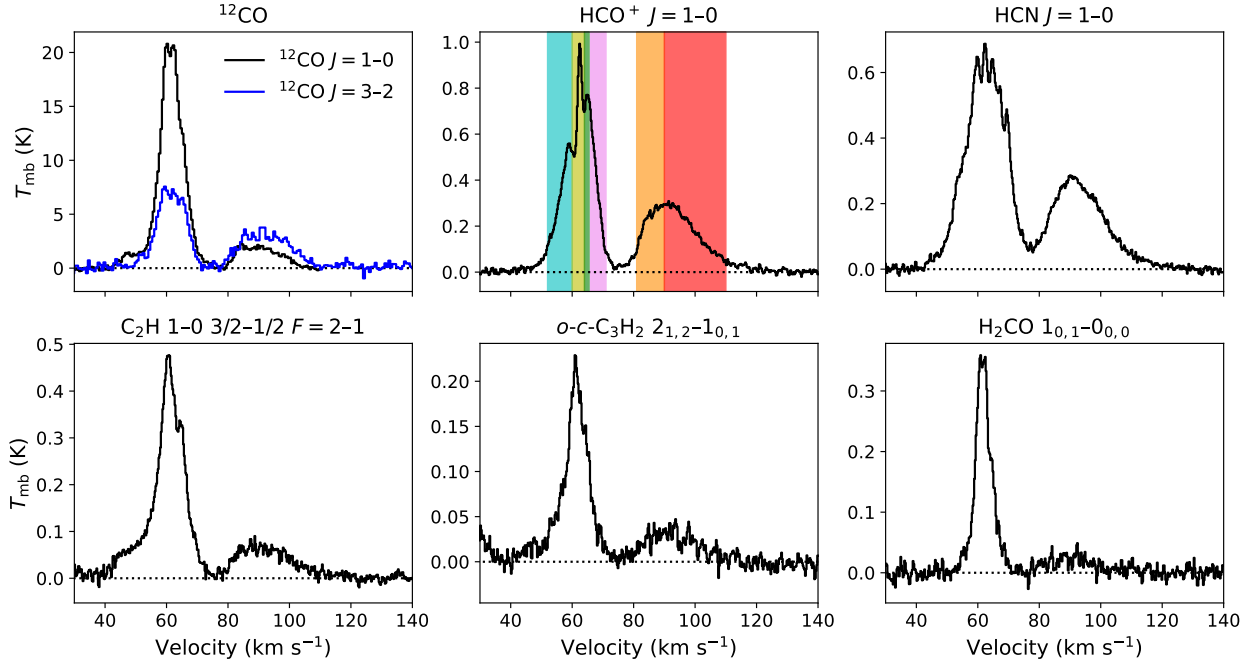 ¹²CO
HCO⁺ J = 1–0
HCN J = 1–0
T_mb (K)
20
15
10
5
0
¹²CO J = 1–0
¹²CO J = 3–2
1.0
0.8
0.6
0.4
0.2
0.0
0.6
0.4
0.2
0.0
C₂H 1–0 3/2–1/2 F = 2–1
o-c-C₃H₂ 2₁,₂–1₀,₁
H₂CO 1₀,₁–0₀,₀
T_mb (K)
0.5
0.4
0.3
0.2
0.1
0.0
0.20
0.15
0.10
0.05
0.00
0.3
0.2
0.1
0.0
40 60 80 100 120 140
40 60 80 100 120 140
40 60 80 100 120 140
Velocity (km s⁻¹)
Velocity (km s⁻¹)
Velocity (km s⁻¹)